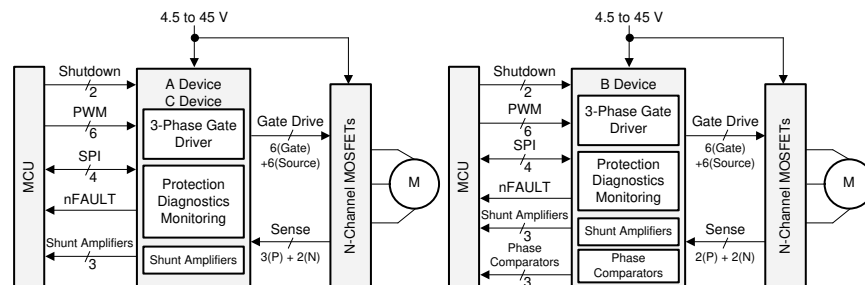 4.5 to 45 V
MCU
Shutdown
2
PWM
6
SPI
4
nFAULT
Shunt Amplifiers
3
A Device
C Device
3-Phase Gate
Driver
Protection
Diagnostics
Monitoring
Shunt Amplifiers
Gate Drive
6(Gate)
+6(Source)
Sense
3(P) + 2(N)
N-Channel MOSFETs
M
4.5 to 45 V
MCU
Shutdown
2
PWM
6
SPI
4
nFAULT
Shunt Amplifiers
3
Phase
Comparators
3
B Device
3-Phase Gate
Driver
Protection
Diagnostics
Monitoring
Shunt Amplifiers
Phase
Comparators
Gate Drive
6(Gate)
+6(Source)
Sense
2(P) + 2(N)
N-Channel MOSFETs
M